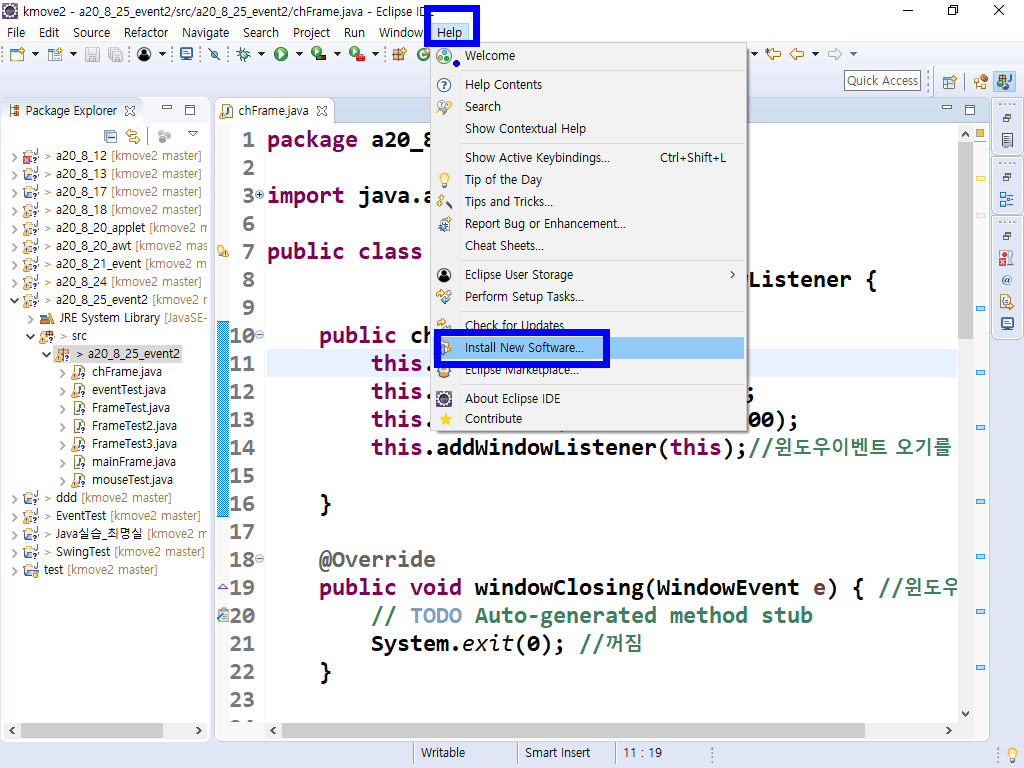 kmove2 - a20_8_25_event2/src/a20_8_25_event2/chFrame.java - Eclipse IDE
File Edit Source Refactor Navigate Search Project Run Window Help
Quick Access
Package Explorer
> a20_8_12 [kmove2 master]
> a20_8_13 [kmove2 master]
> a20_8_17 [kmove2 master]
> a20_8_18 [kmove2 master]
> a20_8_20_applet [kmove2 m
> a20_8_20_awt [kmove2 mas
> a20_8_21_event [kmove2 m
> a20_8_24 [kmove2 master]
> a20_8_25_event2 [kmove2 r
JRE System Library [JavaSE-
> src
> a20_8_25_event2
chFrame.java
eventTest.java
FrameTest.java
FrameTest2.java
FrameTest3.java
mainFrame.java
mouseTest.java
> ddd [kmove2 master]
> EventTest [kmove2 master]
> Java실습_최명실 [kmove2 m
> SwingTest [kmove2 master]
test [kmove2 master]
chFrame.java
1 package a20_8
2
3 import java.a
6
7 public class
8 Listener {
9
10 public ch
11 this.
12 this. ;
13 this. 00);
14 this.addWindowListener(this);//윈도우이벤트 오기를
15
16 }
17
18 @Override
19 public void windowClosing(WindowEvent e) { //윈도우
20 // TODO Auto-generated method stub
21 System.exit(0); //꺼짐
22 }
23
Welcome
Help Contents
Search
Show Contextual Help
Show Active Keybindings... Ctrl+Shift+L
Tip of the Day
Tips and Tricks...
Report Bug or Enhancement...
Cheat Sheets...
Eclipse User Storage
Perform Setup Tasks...
Check for Updates
Install New Software...
Eclipse Marketplace...
About Eclipse IDE
Contribute
Writable
Smart Insert
11 : 19